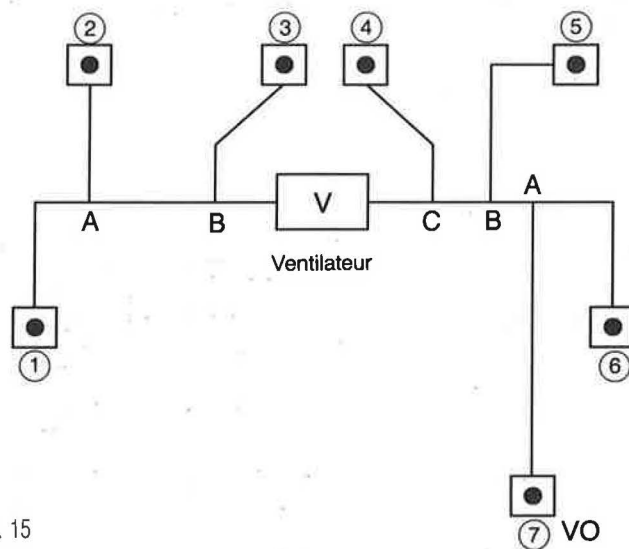 ② ③ ④ ⑤
A B V C B A
Ventilateur
① ⑥
. 15
⑦ VO